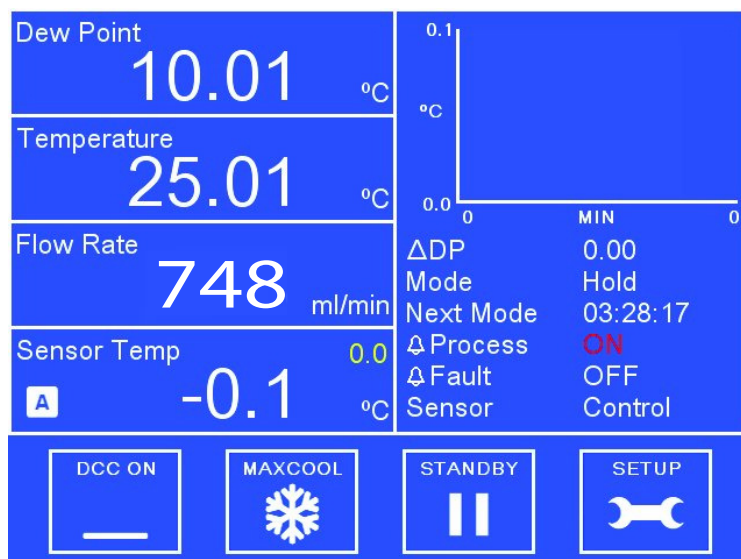 Dew Point
10.01 ºC
Temperature
25.01 ºC
Flow Rate
748 ml/min
Sensor Temp 0.0
A -0.1 ºC
0.1
ºC
0.0
0 MIN 0
ΔDP 0.00
Mode Hold
Next Mode 03:28:17
Process ON
Fault OFF
Sensor Control
DCC ON
MAXCOOL
STANDBY
SETUP